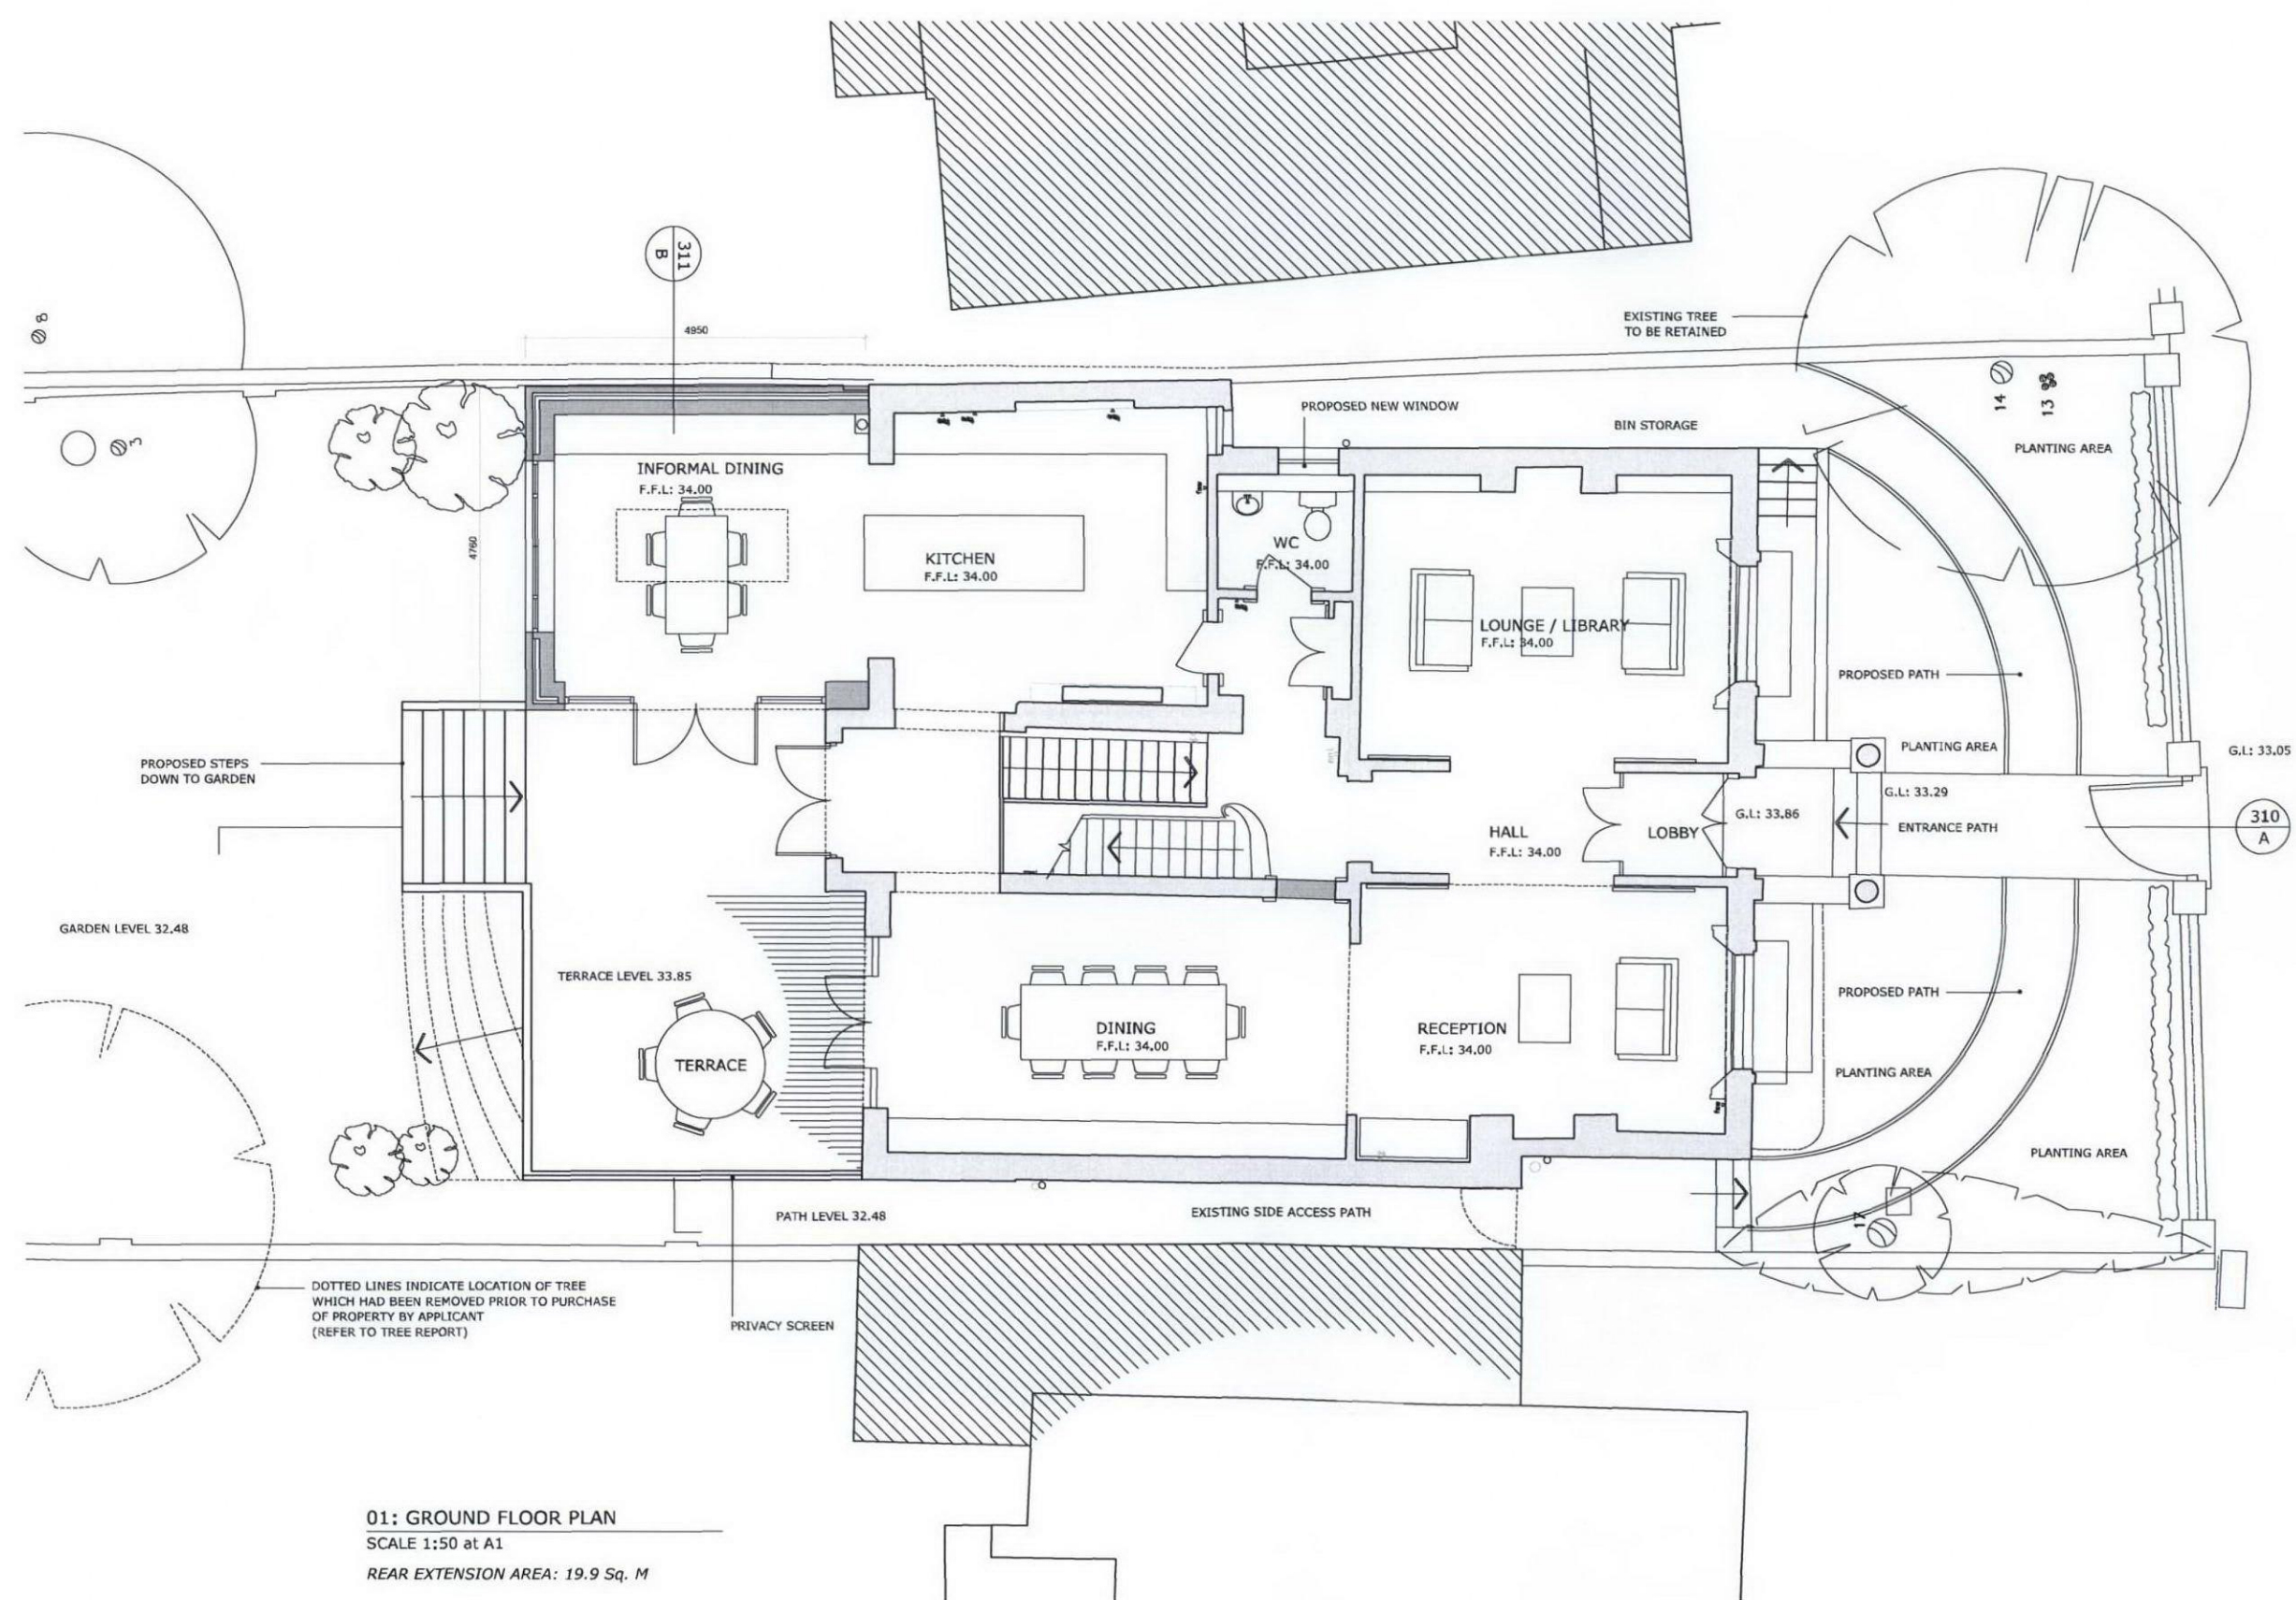 311
B
8
4950
EXISTING TREE
TO BE RETAINED
14
13
PROPOSED NEW WINDOW
BIN STORAGE
PLANTING AREA
3
INFORMAL DINING
F.F.L: 34.00
4760
KITCHEN
F.F.L: 34.00
WC
F.F.L: 34.00
LOUNGE / LIBRARY
F.F.L: 34.00
PROPOSED PATH
PLANTING AREA
G.L: 33.05
PROPOSED STEPS
DOWN TO GARDEN
G.L: 33.29
G.L: 33.86
310
A
HALL
F.F.L: 34.00
LOBBY
ENTRANCE PATH
GARDEN LEVEL 32.48
TERRACE LEVEL 33.85
PROPOSED PATH
DINING
F.F.L: 34.00
RECEPTION
F.F.L: 34.00
TERRACE
PLANTING AREA
PLANTING AREA
PATH LEVEL 32.48
EXISTING SIDE ACCESS PATH
17
DOTTED LINES INDICATE LOCATION OF TREE
WHICH HAD BEEN REMOVED PRIOR TO PURCHASE
OF PROPERTY BY APPLICANT
(REFER TO TREE REPORT)
PRIVACY SCREEN
01: GROUND FLOOR PLAN
SCALE 1:50 at A1
REAR EXTENSION AREA: 19.9 Sq. M